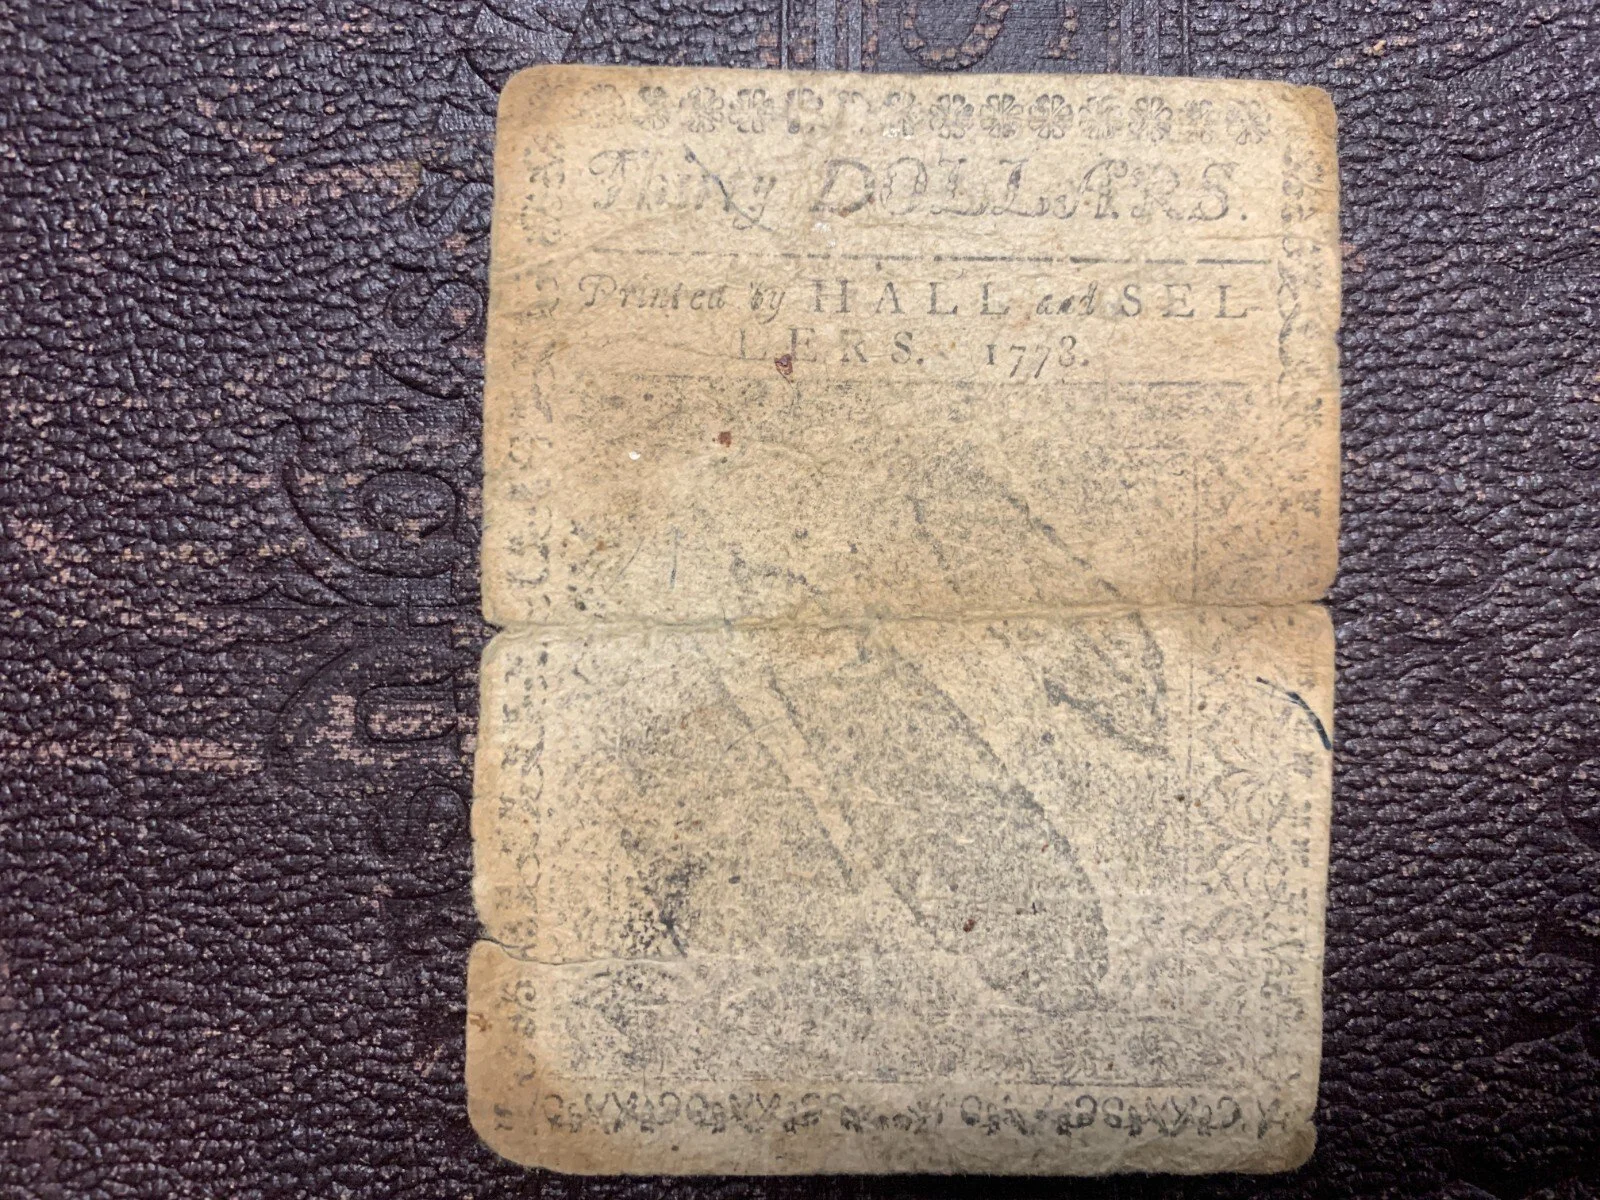 Thirty DOLLARS.
Printed by HALL and SEL
LERS. 1778.